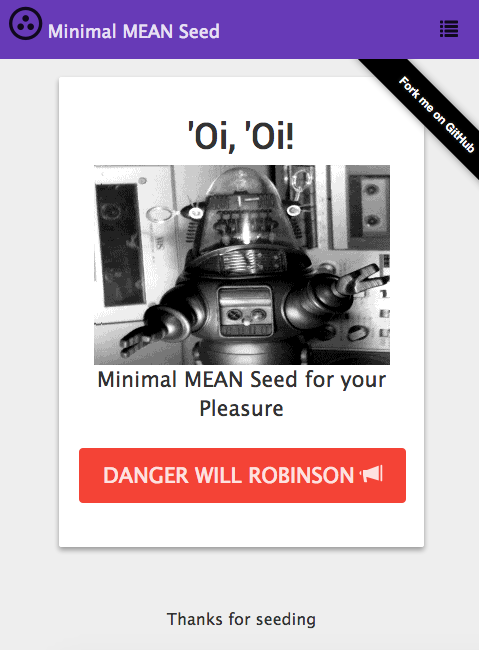 Minimal MEAN Seed
Fork me on GitHub
'Oi, 'Oi!
Minimal MEAN Seed for your
Pleasure
DANGER WILL ROBINSON
Thanks for seeding